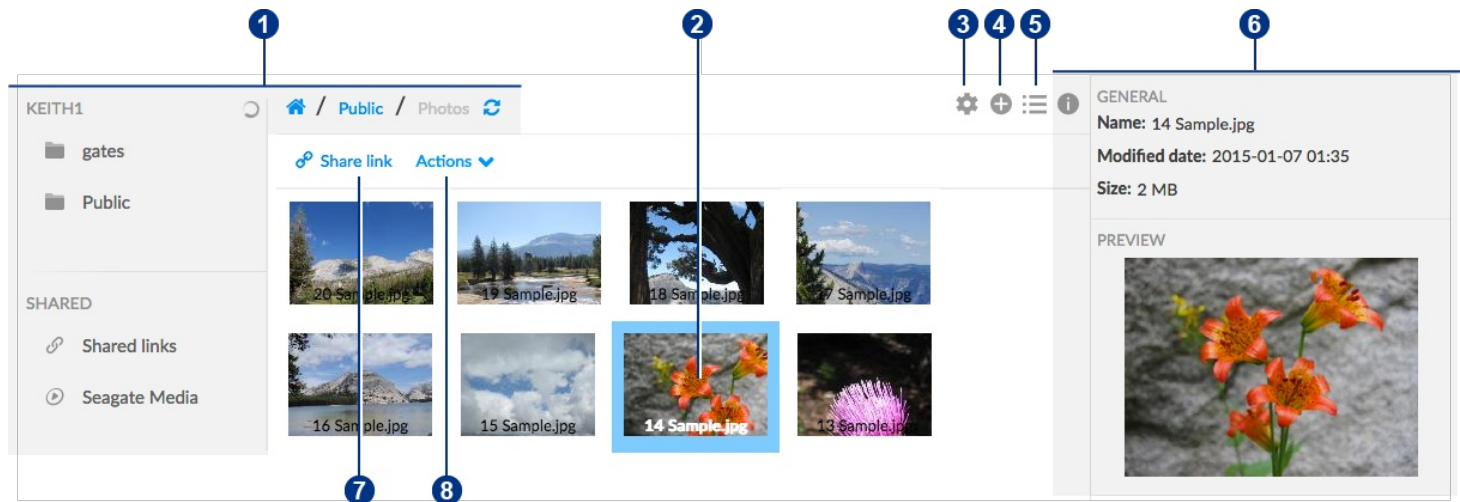 1 2 3 4 5 6
KEITH1
gates
Public
SHARED
Shared links
Seagate Media
/ Public / Photos
Share link Actions
20 Sample.jpg 19 Sample.jpg 18 Sample.jpg 17 Sample.jpg
16 Sample.jpg 15 Sample.jpg 14 Sample.jpg 13 Sample.jpg
GENERAL
Name: 14 Sample.jpg
Modified date: 2015-01-07 01:35
Size: 2 MB
PREVIEW
7 8